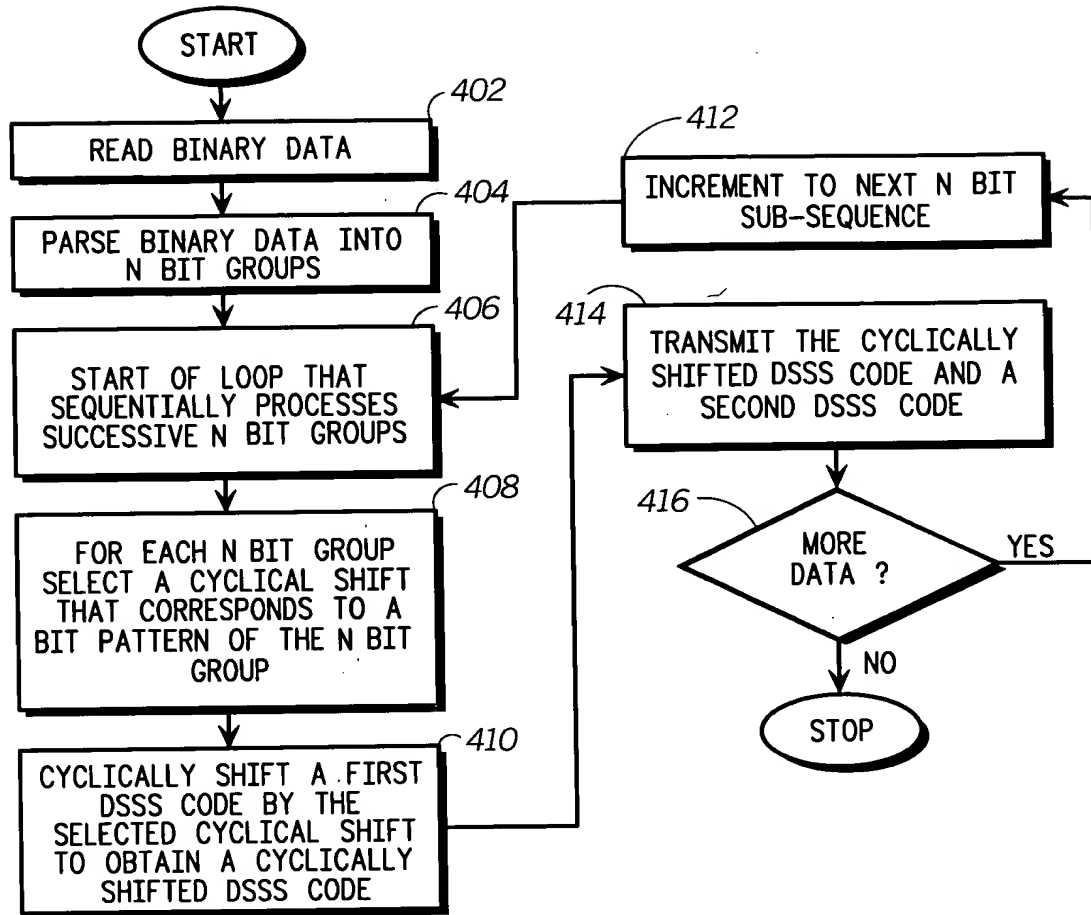 START
402
READ BINARY DATA
404
PARSE BINARY DATA INTO
N BIT GROUPS
406
START OF LOOP THAT
SEQUENTIALLY PROCESSES
SUCCESSIVE N BIT GROUPS
408
FOR EACH N BIT GROUP
SELECT A CYCLICAL SHIFT
THAT CORRESPONDS TO A
BIT PATTERN OF THE N BIT
GROUP
410
CYCLICALLY SHIFT A FIRST
DSSS CODE BY THE
SELECTED CYCLICAL SHIFT
TO OBTAIN A CYCLICALLY
SHIFTED DSSS CODE
412
INCREMENT TO NEXT N BIT
SUB-SEQUENCE
414
TRANSMIT THE CYCLICALLY
SHIFTED DSSS CODE AND A
SECOND DSSS CODE
416
MORE
DATA ?
YES
NO
STOP